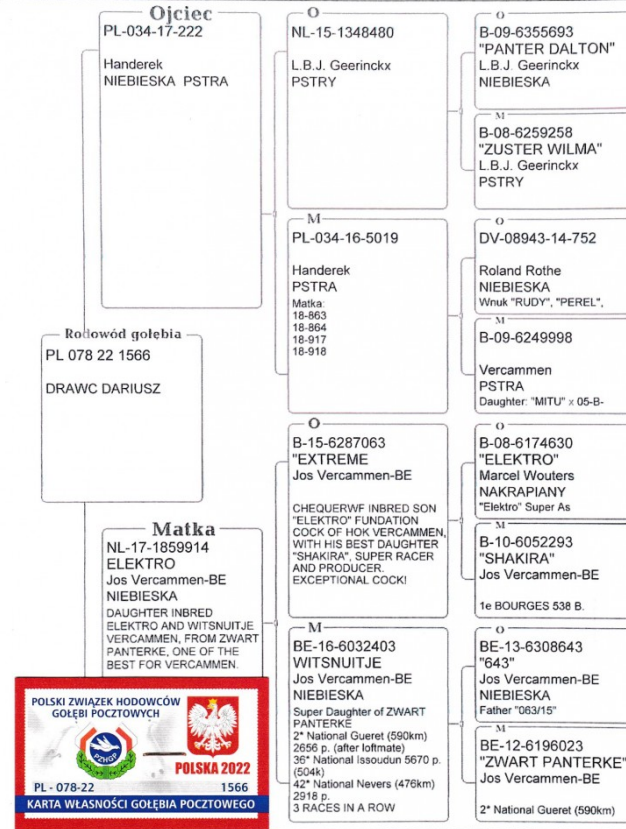 Ojciec
PL-034-17-222
Handerek
NIEBIESKA PSTRA
O
NL-15-1348480
L.B.J. Geerinckx
PSTRY
O
B-09-6355693
"PANTER DALTON"
L.B.J. Geerinckx
NIEBIESKA
M
B-08-6259258
"ZUSTER WILMA"
L.B.J. Geerinckx
PSTRY
M
PL-034-16-5019
Handerek
PSTRA
Matka:
18-863
18-864
18-917
18-918
O
DV-08943-14-752
Roland Rothe
NIEBIESKA
Wnuk "RUDY", "PEREL",
M
B-09-6249998
Vercammen
PSTRA
Daughter: "MITU" x 05-B-
Rodowód gołębia
PL 078 22 1566
DRAWC DARIUSZ
O
B-15-6287063
"EXTREME
Jos Vercammen-BE
CHEQUERWF INBRED SON
"ELEKTRO" FUNDATION
COCK OF HOK VERCAMMEN,
WITH HIS BEST DAUGHTER
"SHAKIRA", SUPER RACER
AND PRODUCER.
EXCEPTIONAL COCK!
O
B-08-6174630
"ELEKTRO"
Marcel Wouters
NAKRAPIANY
"Elektro" Super As
M
B-10-6052293
"SHAKIRA"
Jos Vercammen-BE
1e BOURGES 538 B.
Matka
NL-17-1859914
ELEKTRO
Jos Vercammen-BE
NIEBIESKA
DAUGHTER INBRED
ELEKTRO AND WITSNUITJE
VERCAMMEN, FROM ZWART
PANTERKE, ONE OF THE
BEST FOR VERCAMMEN.
M
BE-16-6032403
WITSNUITJE
Jos Vercammen-BE
NIEBIESKA
Super Daughter of ZWART
PANTERKE
2* National Gueret (590km)
2656 p. (after loftmate)
36* National Issoudun 5670 p.
(504k)
42* National Nevers (476km)
2918 p.
3 RACES IN A ROW
O
BE-13-6308643
"643"
Jos Vercammen-BE
NIEBIESKA
Father "063/15"
M
BE-12-6196023
"ZWART PANTERKE"
Jos Vercammen-BE
2* National Gueret (590km)
POLSKI ZWIĄZEK HODOWCÓW
GOŁĘBI POCZTOWYCH
PZHGP
POLSKA 2022
PL - 078-22 1566
KARTA WŁASNOŚCI GOŁĘBIA POCZTOWEGO